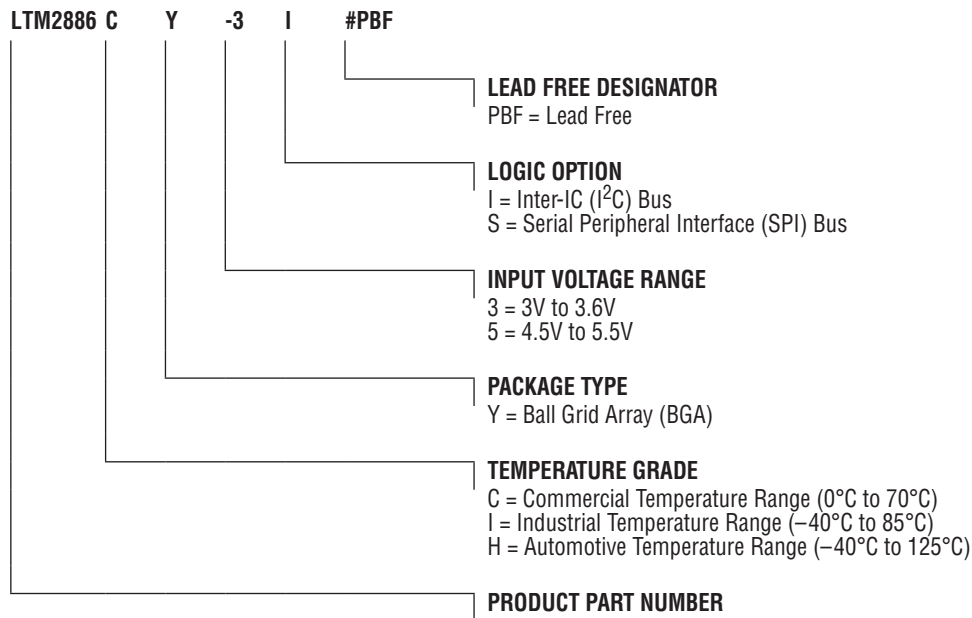 LTM2886 C Y -3 I #PBF
LEAD FREE DESIGNATOR
PBF = Lead Free
LOGIC OPTION
I = Inter-IC (I²C) Bus
S = Serial Peripheral Interface (SPI) Bus
INPUT VOLTAGE RANGE
3 = 3V to 3.6V
5 = 4.5V to 5.5V
PACKAGE TYPE
Y = Ball Grid Array (BGA)
TEMPERATURE GRADE
C = Commercial Temperature Range (0°C to 70°C)
I = Industrial Temperature Range (–40°C to 85°C)
H = Automotive Temperature Range (–40°C to 125°C)
PRODUCT PART NUMBER